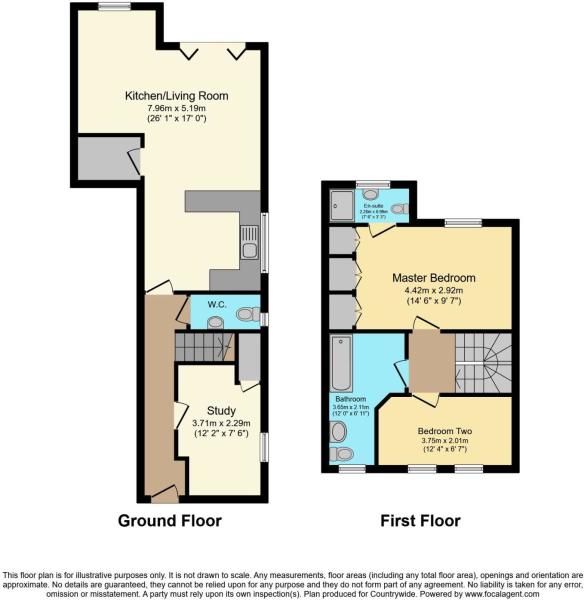 Kitchen/Living Room
7.96m x 5.19m
(26' 1" x 17' 0")
W.C.
Study
3.71m x 2.29m
(12' 2" x 7' 6")
Ground Floor
En-suite
2.28m x 0.99m
(7' 6" x 3' 3")
Master Bedroom
4.42m x 2.92m
(14' 6" x 9' 7")
Bathroom
3.65m x 2.11m
(12' 0" x 6' 11")
Bedroom Two
3.75m x 2.01m
(12' 4" x 6' 7")
First Floor
This floor plan is for illustrative purposes only. It is not drawn to scale. Any measurements, floor areas (including any total floor area), openings and orientation are
approximate. No details are guaranteed, they cannot be relied upon for any purpose and they do not form part of any agreement. No liability is taken for any error,
omission or misstatement. A party must rely upon its own inspection(s). Plan produced for Countrywide. Powered by www.focalagent.com